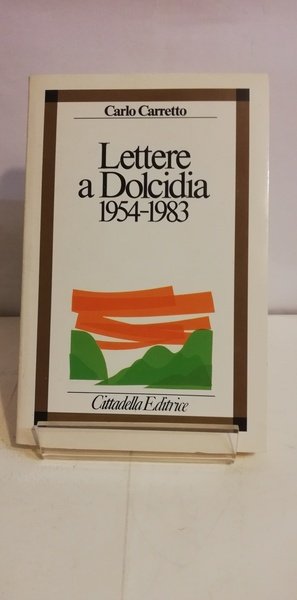 Carlo Carretto
Lettere
a Dolcidia
1954-1983
Cittadella Editrice